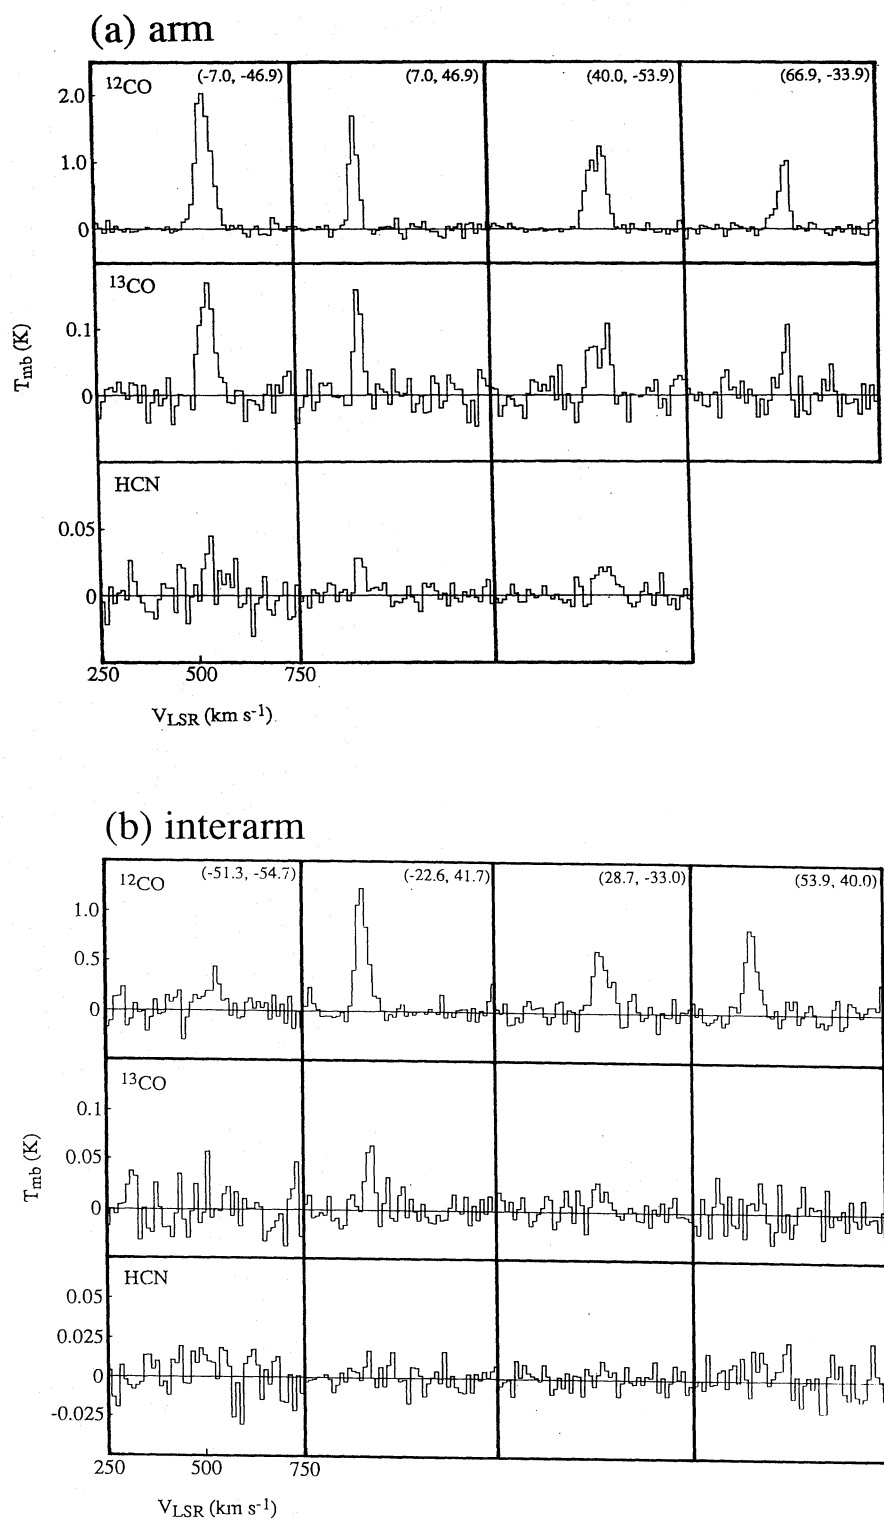 (a) arm
12CO (-7.0, -46.9) (7.0, 46.9) (40.0, -53.9) (66.9, -33.9)
2.0
1.0
0
13CO
0.1
0
Tmb (K)
HCN
0.05
0
250 500 750
VLSR (km s-1)
(b) interarm
12CO (-51.3, -54.7) (-22.6, 41.7) (28.7, -33.0) (53.9, 40.0)
1.0
0.5
0
13CO
0.1
0.05
0
Tmb (K)
HCN
0.05
0.025
0
-0.025
250 500 750
VLSR (km s-1)